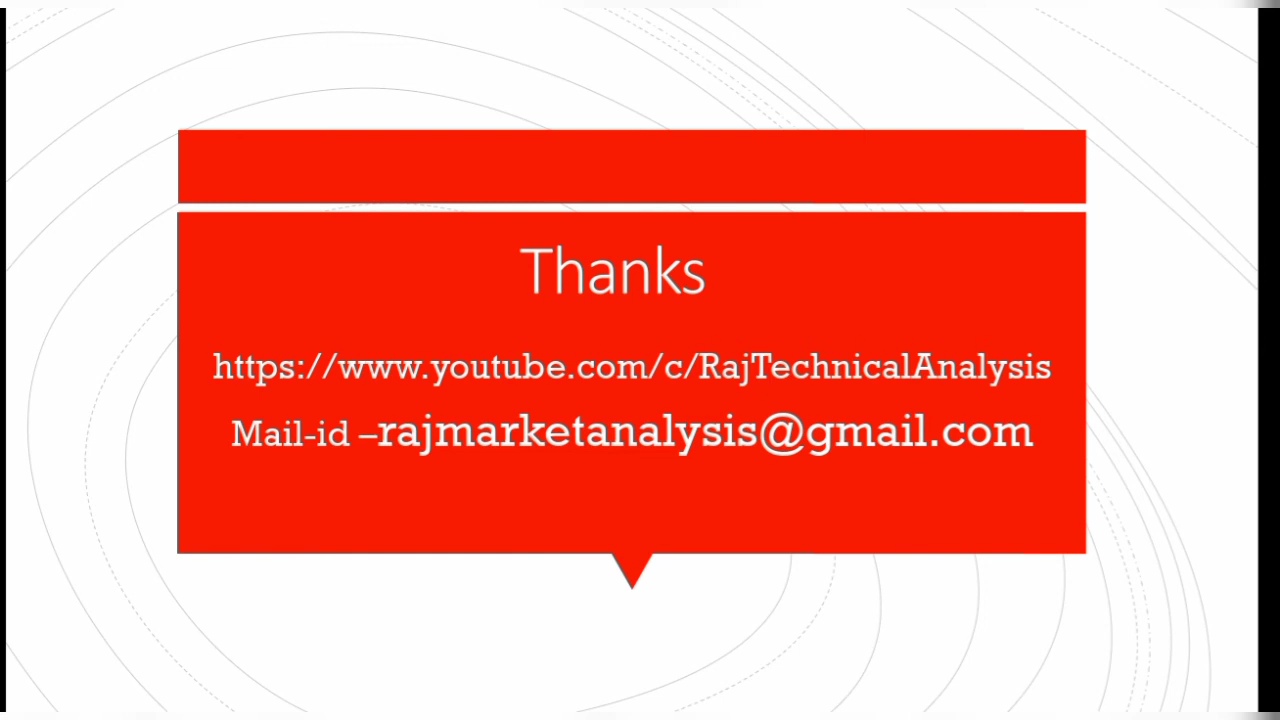 Thanks
https://www.youtube.com/c/RajTechnicalAnalysis
Mail-id –rajmarketanalysis@gmail.com